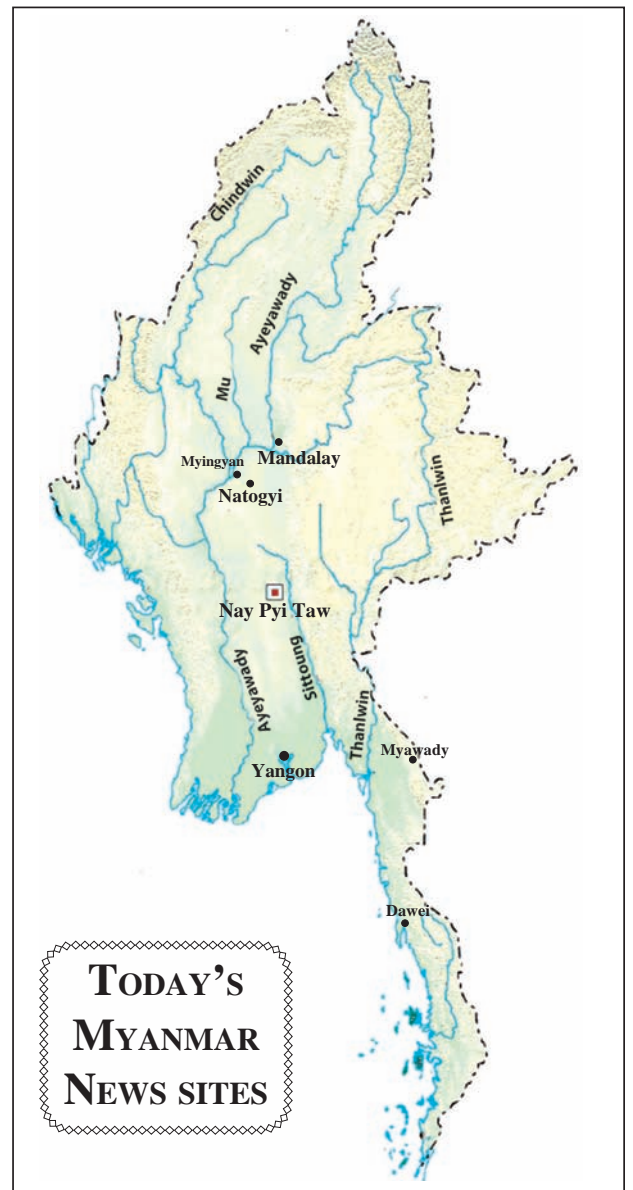 Chindwin
Ayeyawady
Mu
Mandalay
Myingyan
Natogyi
Thanlwin
Nay Pyi Taw
Ayeyawady
Sittoung
Thanlwin
Myawady
Yangon
Dawei
TODAY'S
MYANMAR
NEWS SITES